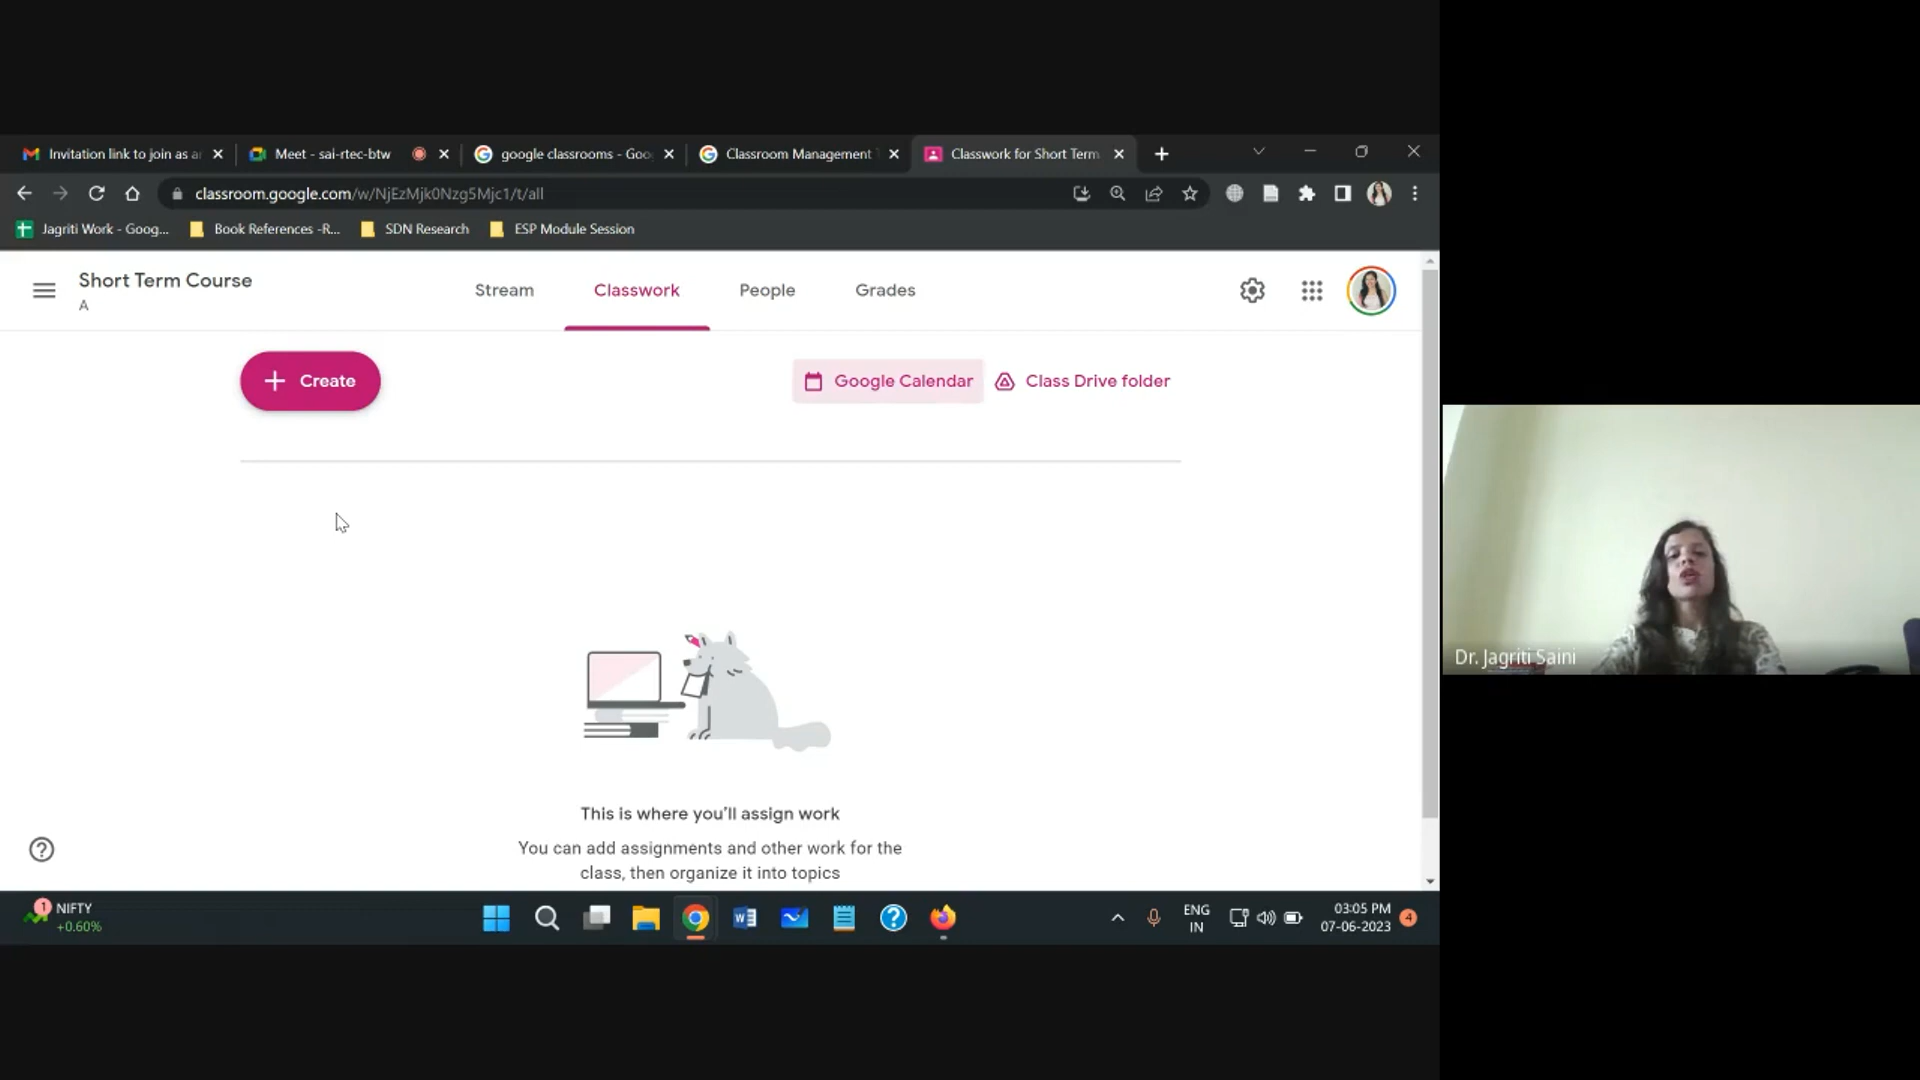 Invitation link to join as a
Meet - sai-rtec-btw
google classrooms - Goo
Classroom Management T
Classwork for Short Term
classroom.google.com/w/NjEzMjk0Nzg5Mjc1/t/all
Jagriti Work - Goog...
Book References -R...
SDN Research
ESP Module Session
Short Term Course
A
Stream
Classwork
People
Grades
Create
Google Calendar
Class Drive folder
This is where you’ll assign work
You can add assignments and other work for the
class, then organize it into topics
Dr. Jagriti Saini
1
NIFTY
+0.60%
ENG
IN
03:05 PM
07-06-2023
4